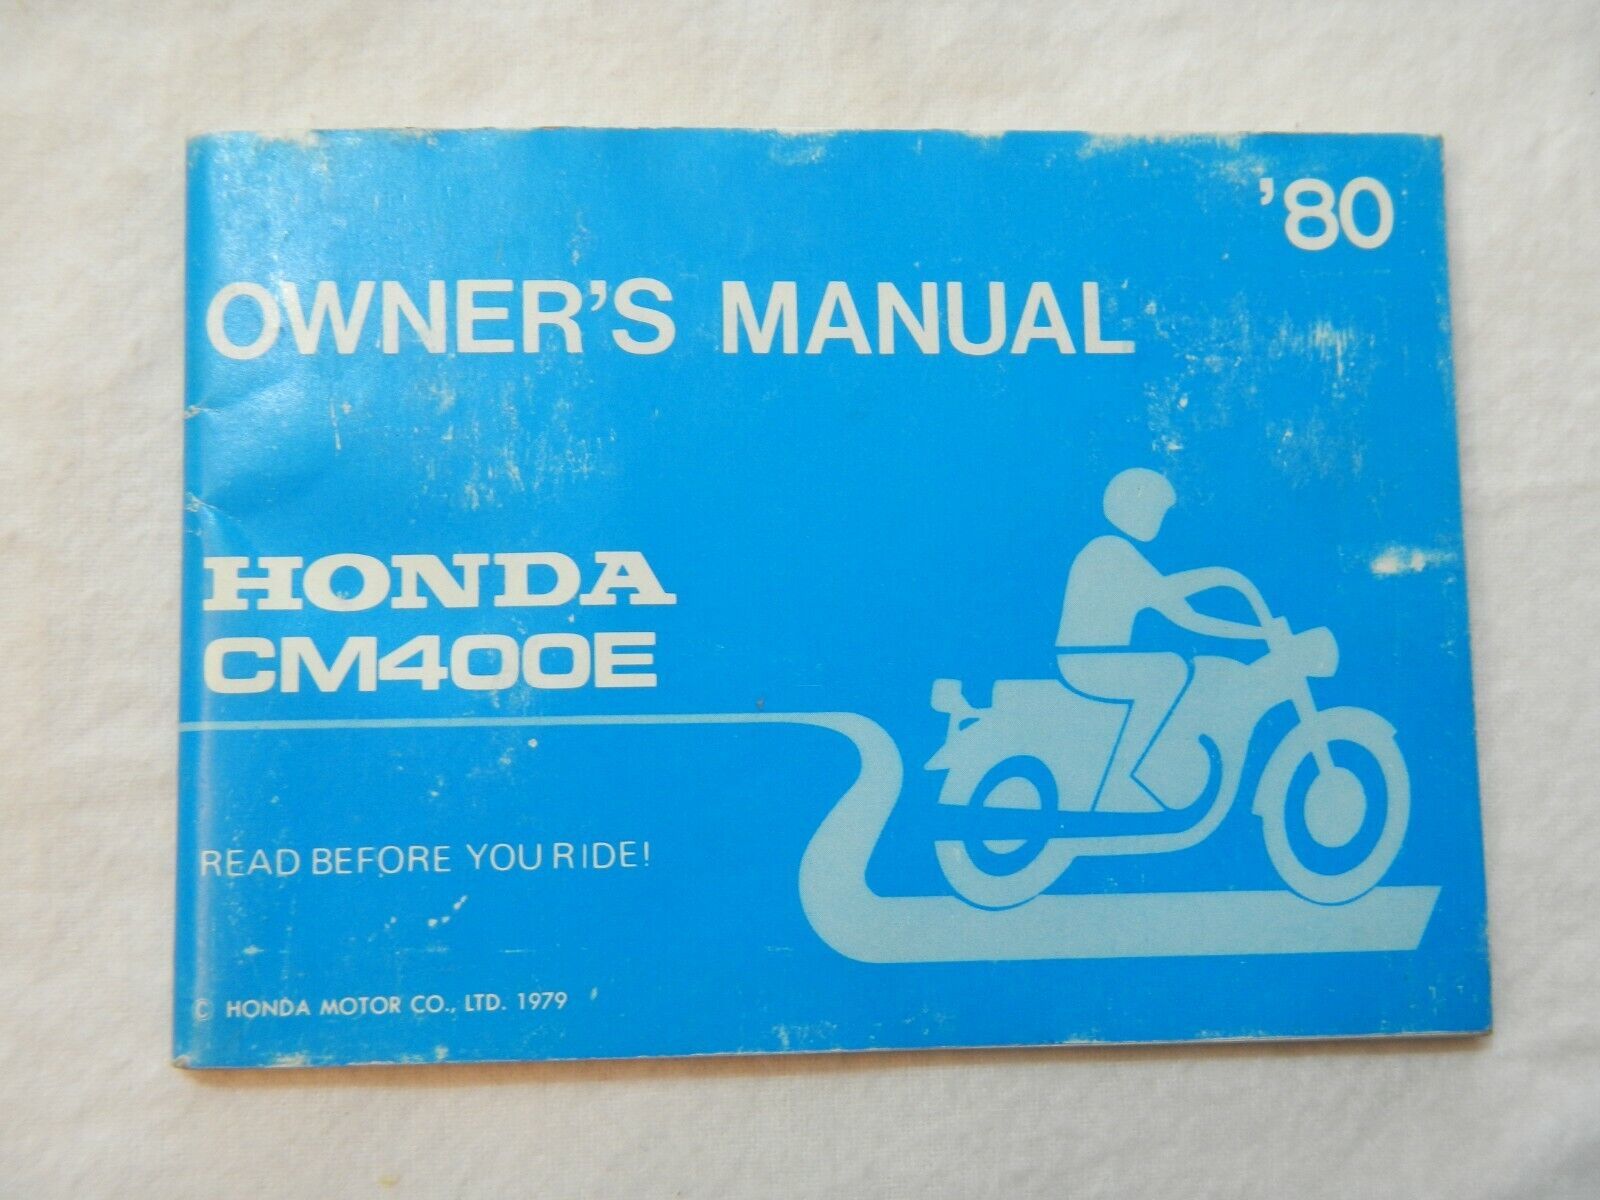 '80
OWNER'S MANUAL
HONDA
CM400E
READ BEFORE YOU RIDE!
© HONDA MOTOR CO., LTD. 1979